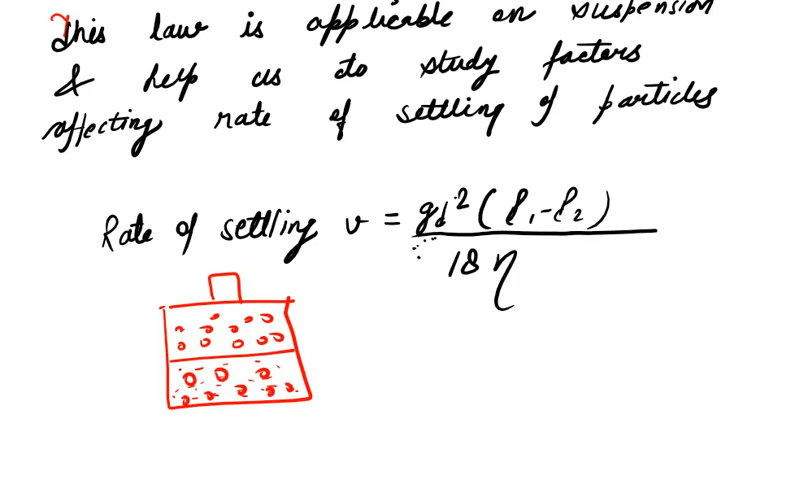 This law is applicable on suspension
& help us to study factors
affecting rate of settling of particles
Rate of settling v = gd²(ρ₁-ρ₂)
18 η